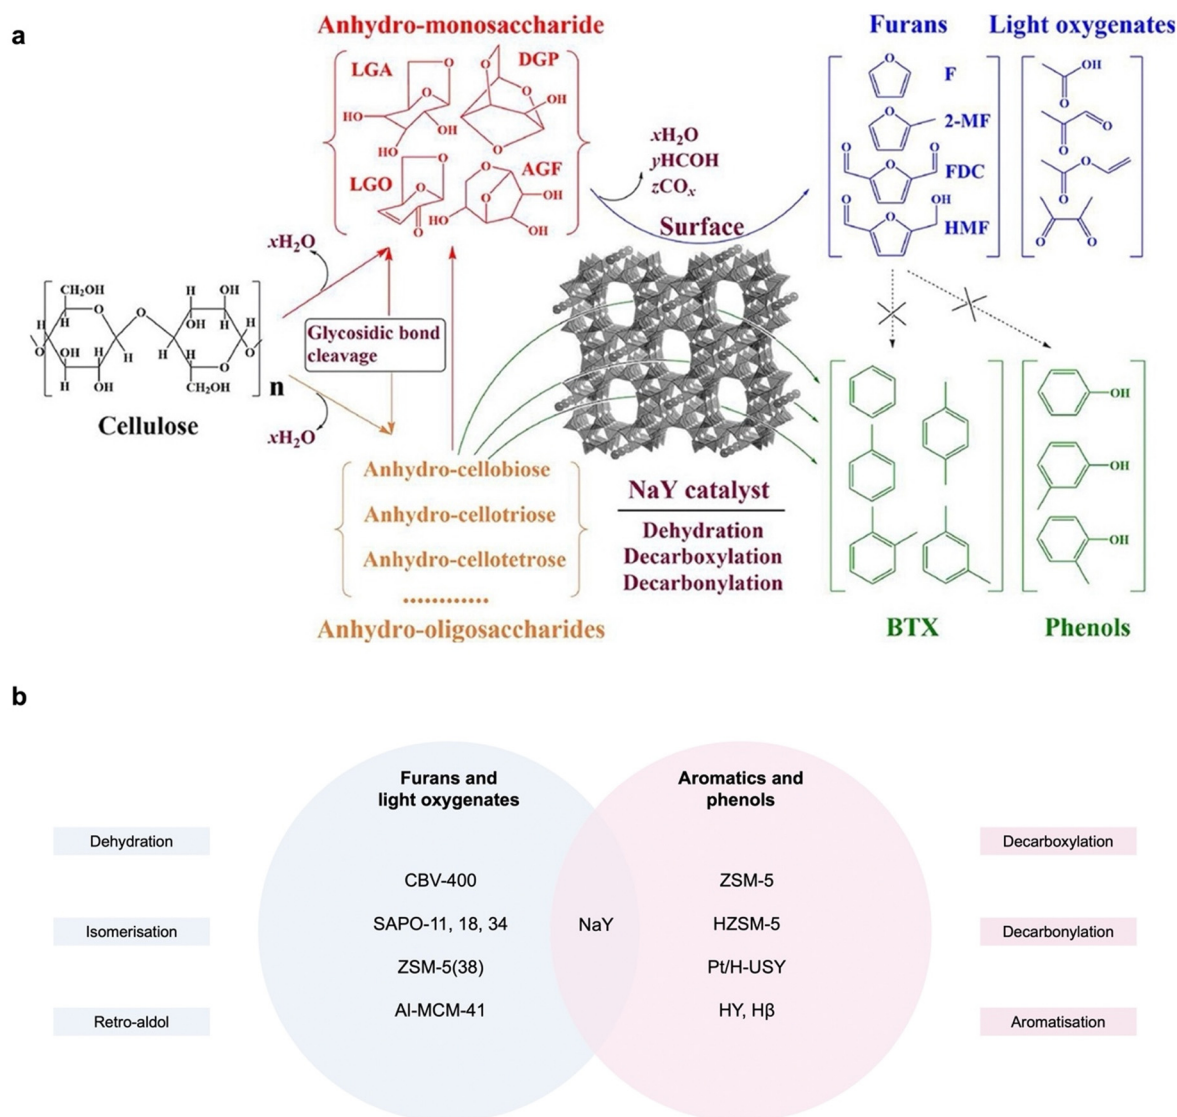 a
Anhydro-monosaccharide
Furans
Light oxygenates
LGA
O
O
HO
OH
HO
DGP
O
O
OH
O
LGO
O
O
O
AGF
O
O
OH
HO
OH
xH₂O
yHCOH
zCOₓ
Surface
O
F
O
2-MF
O
O
O
FDC
O
O
OH
HMF
OH
O
O
O
O
O
O
O
xH₂O
CH₂OH
O
H
H
OH
H
H
OH
H
O
H
OH
OH
H
H
H
H
O
CH₂OH
O
n
Cellulose
Glycosidic bond
cleavage
xH₂O
Anhydro-cellobiose
Anhydro-cellotriose
Anhydro-cellotetrose
............
Anhydro-oligosaccharides
NaY catalyst
Dehydration
Decarboxylation
Decarbonylation
OH
OH
OH
BTX
Phenols
b
Furans and
light oxygenates
Aromatics and
phenols
Dehydration
Decarboxylation
CBV-400
ZSM-5
Isomerisation
SAPO-11, 18, 34
NaY
HZSM-5
Decarbonylation
ZSM-5(38)
Pt/H-USY
Al-MCM-41
HY, Hβ
Retro-aldol
Aromatisation